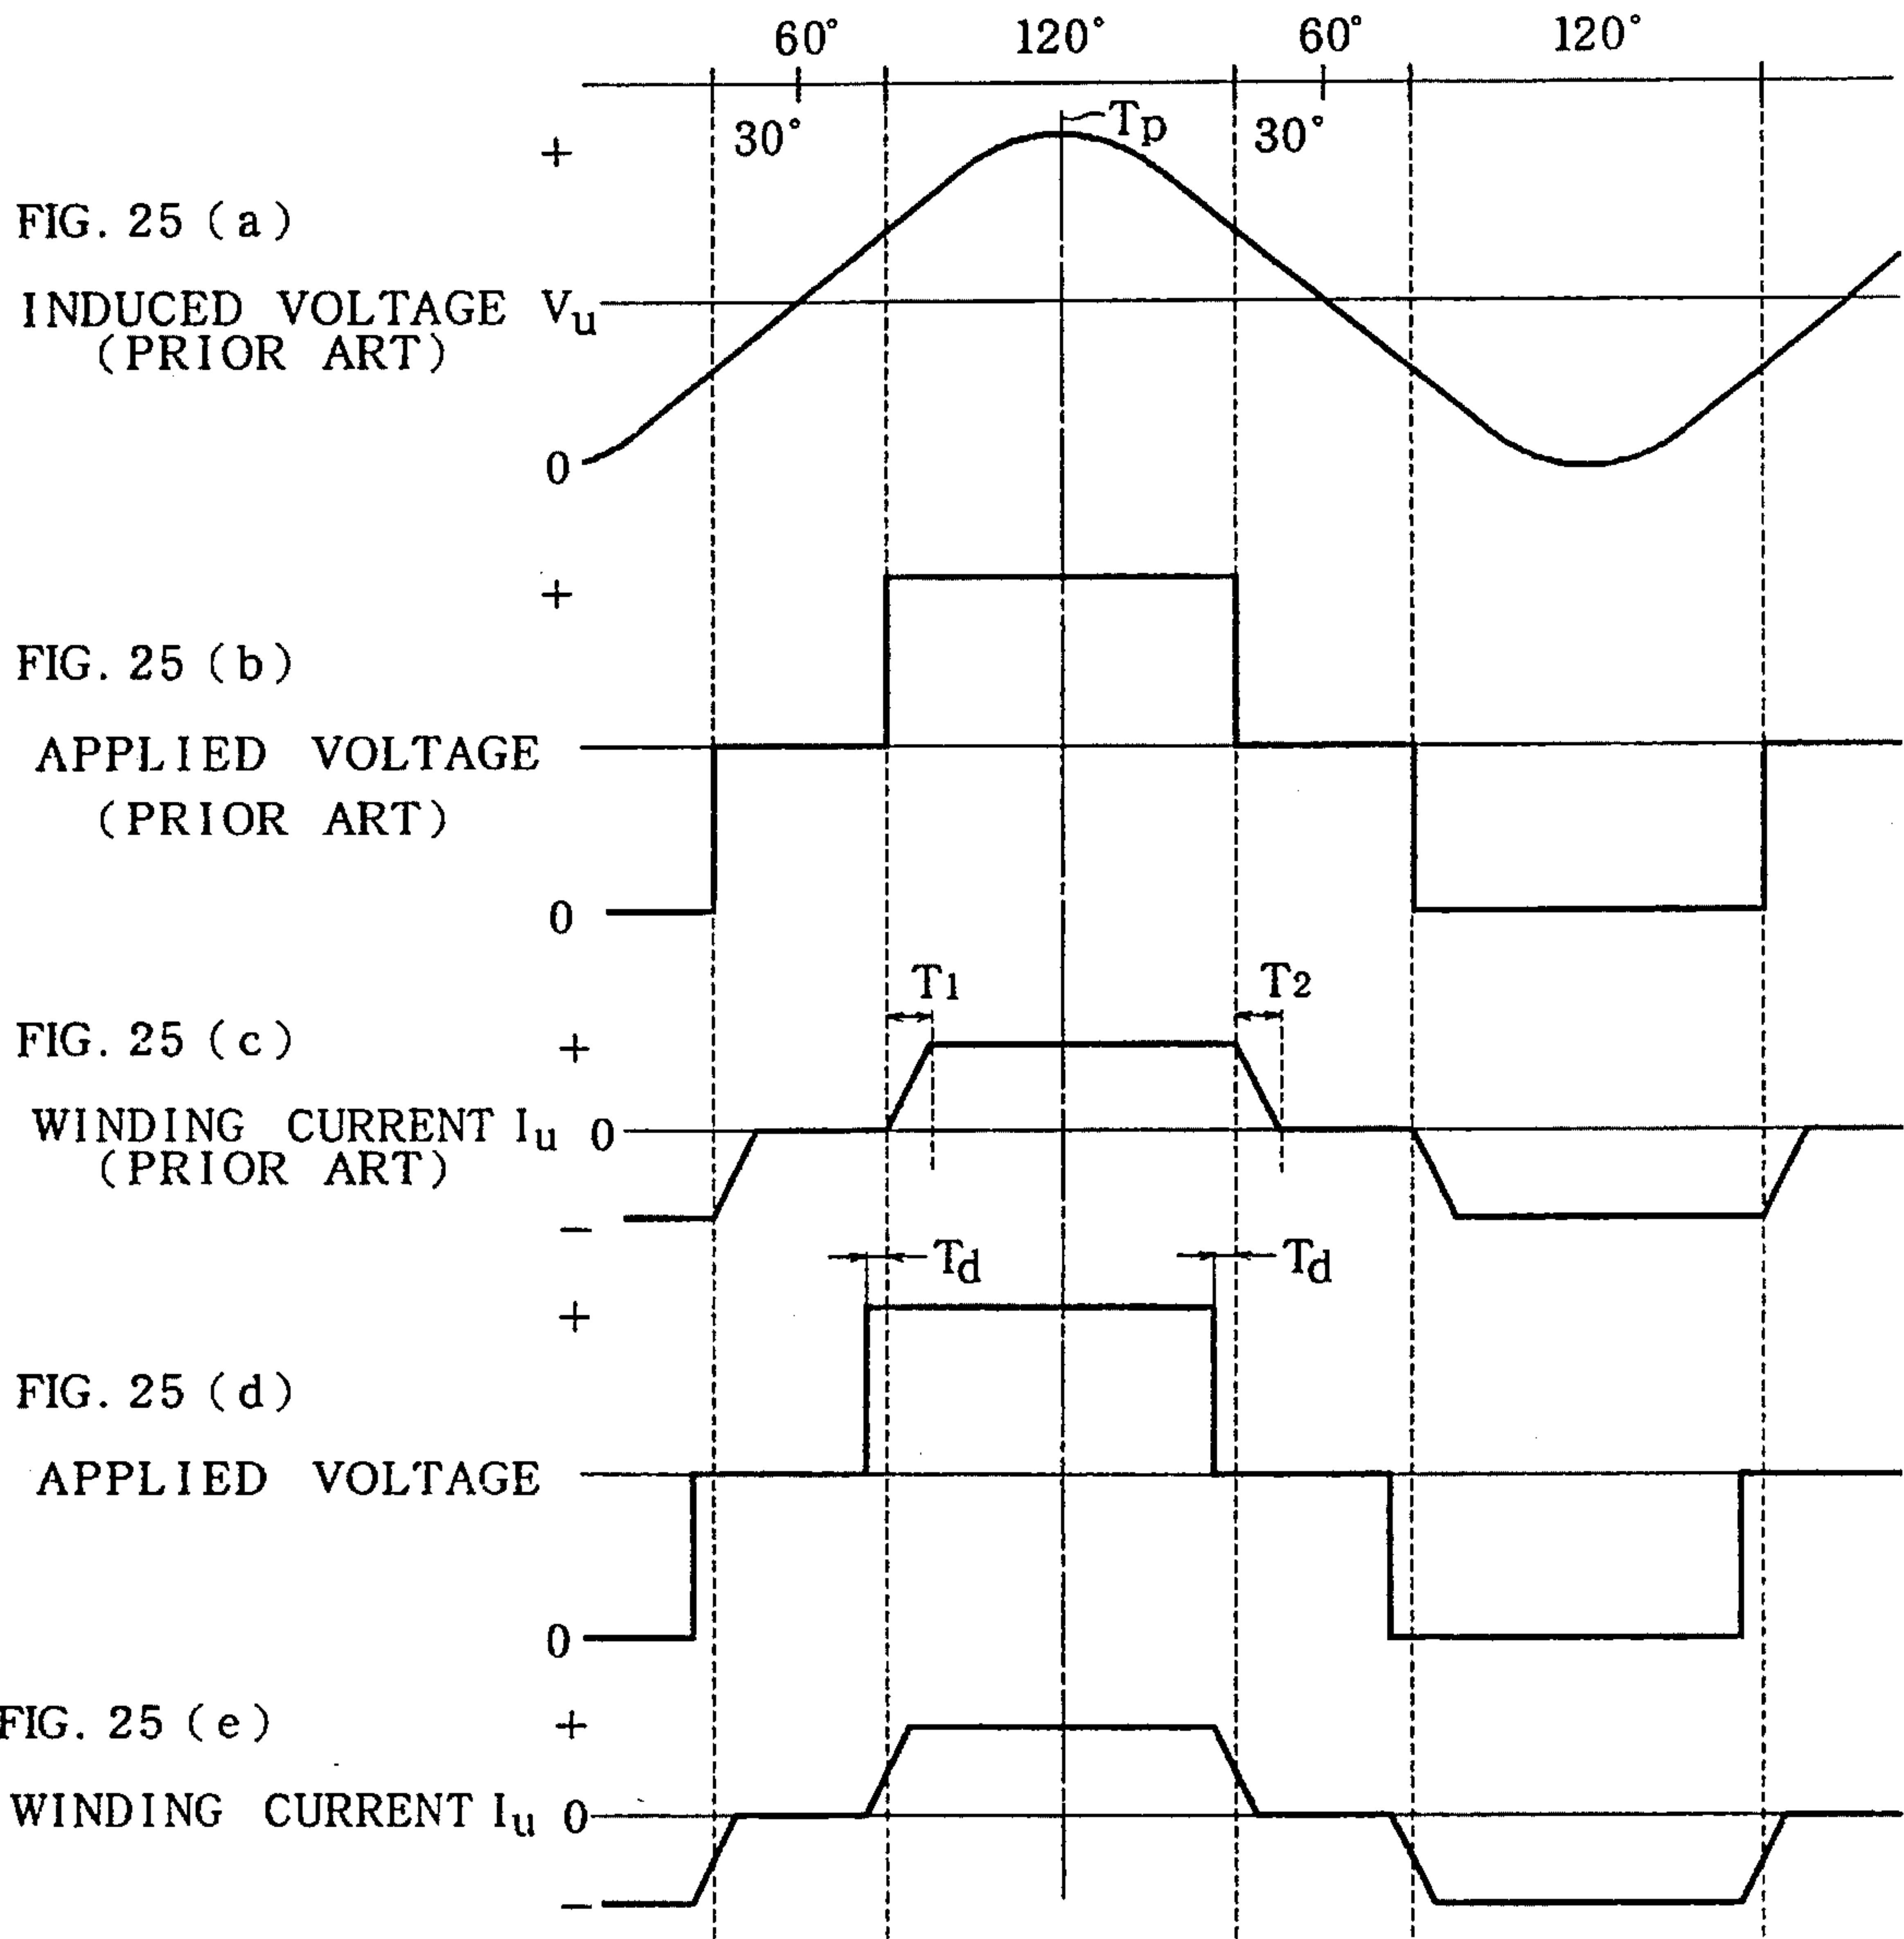 60° 120° 60° 120°
30° Tp 30°
+
FIG. 25 (a)
INDUCED VOLTAGE Vu
(PRIOR ART)
0
+
FIG. 25 (b)
APPLIED VOLTAGE
(PRIOR ART)
0
T1 T2
FIG. 25 (c) +
WINDING CURRENT Iu 0
(PRIOR ART)
−
Td Td
+
FIG. 25 (d)
APPLIED VOLTAGE
0
FIG. 25 (e) +
WINDING CURRENT Iu 0
−